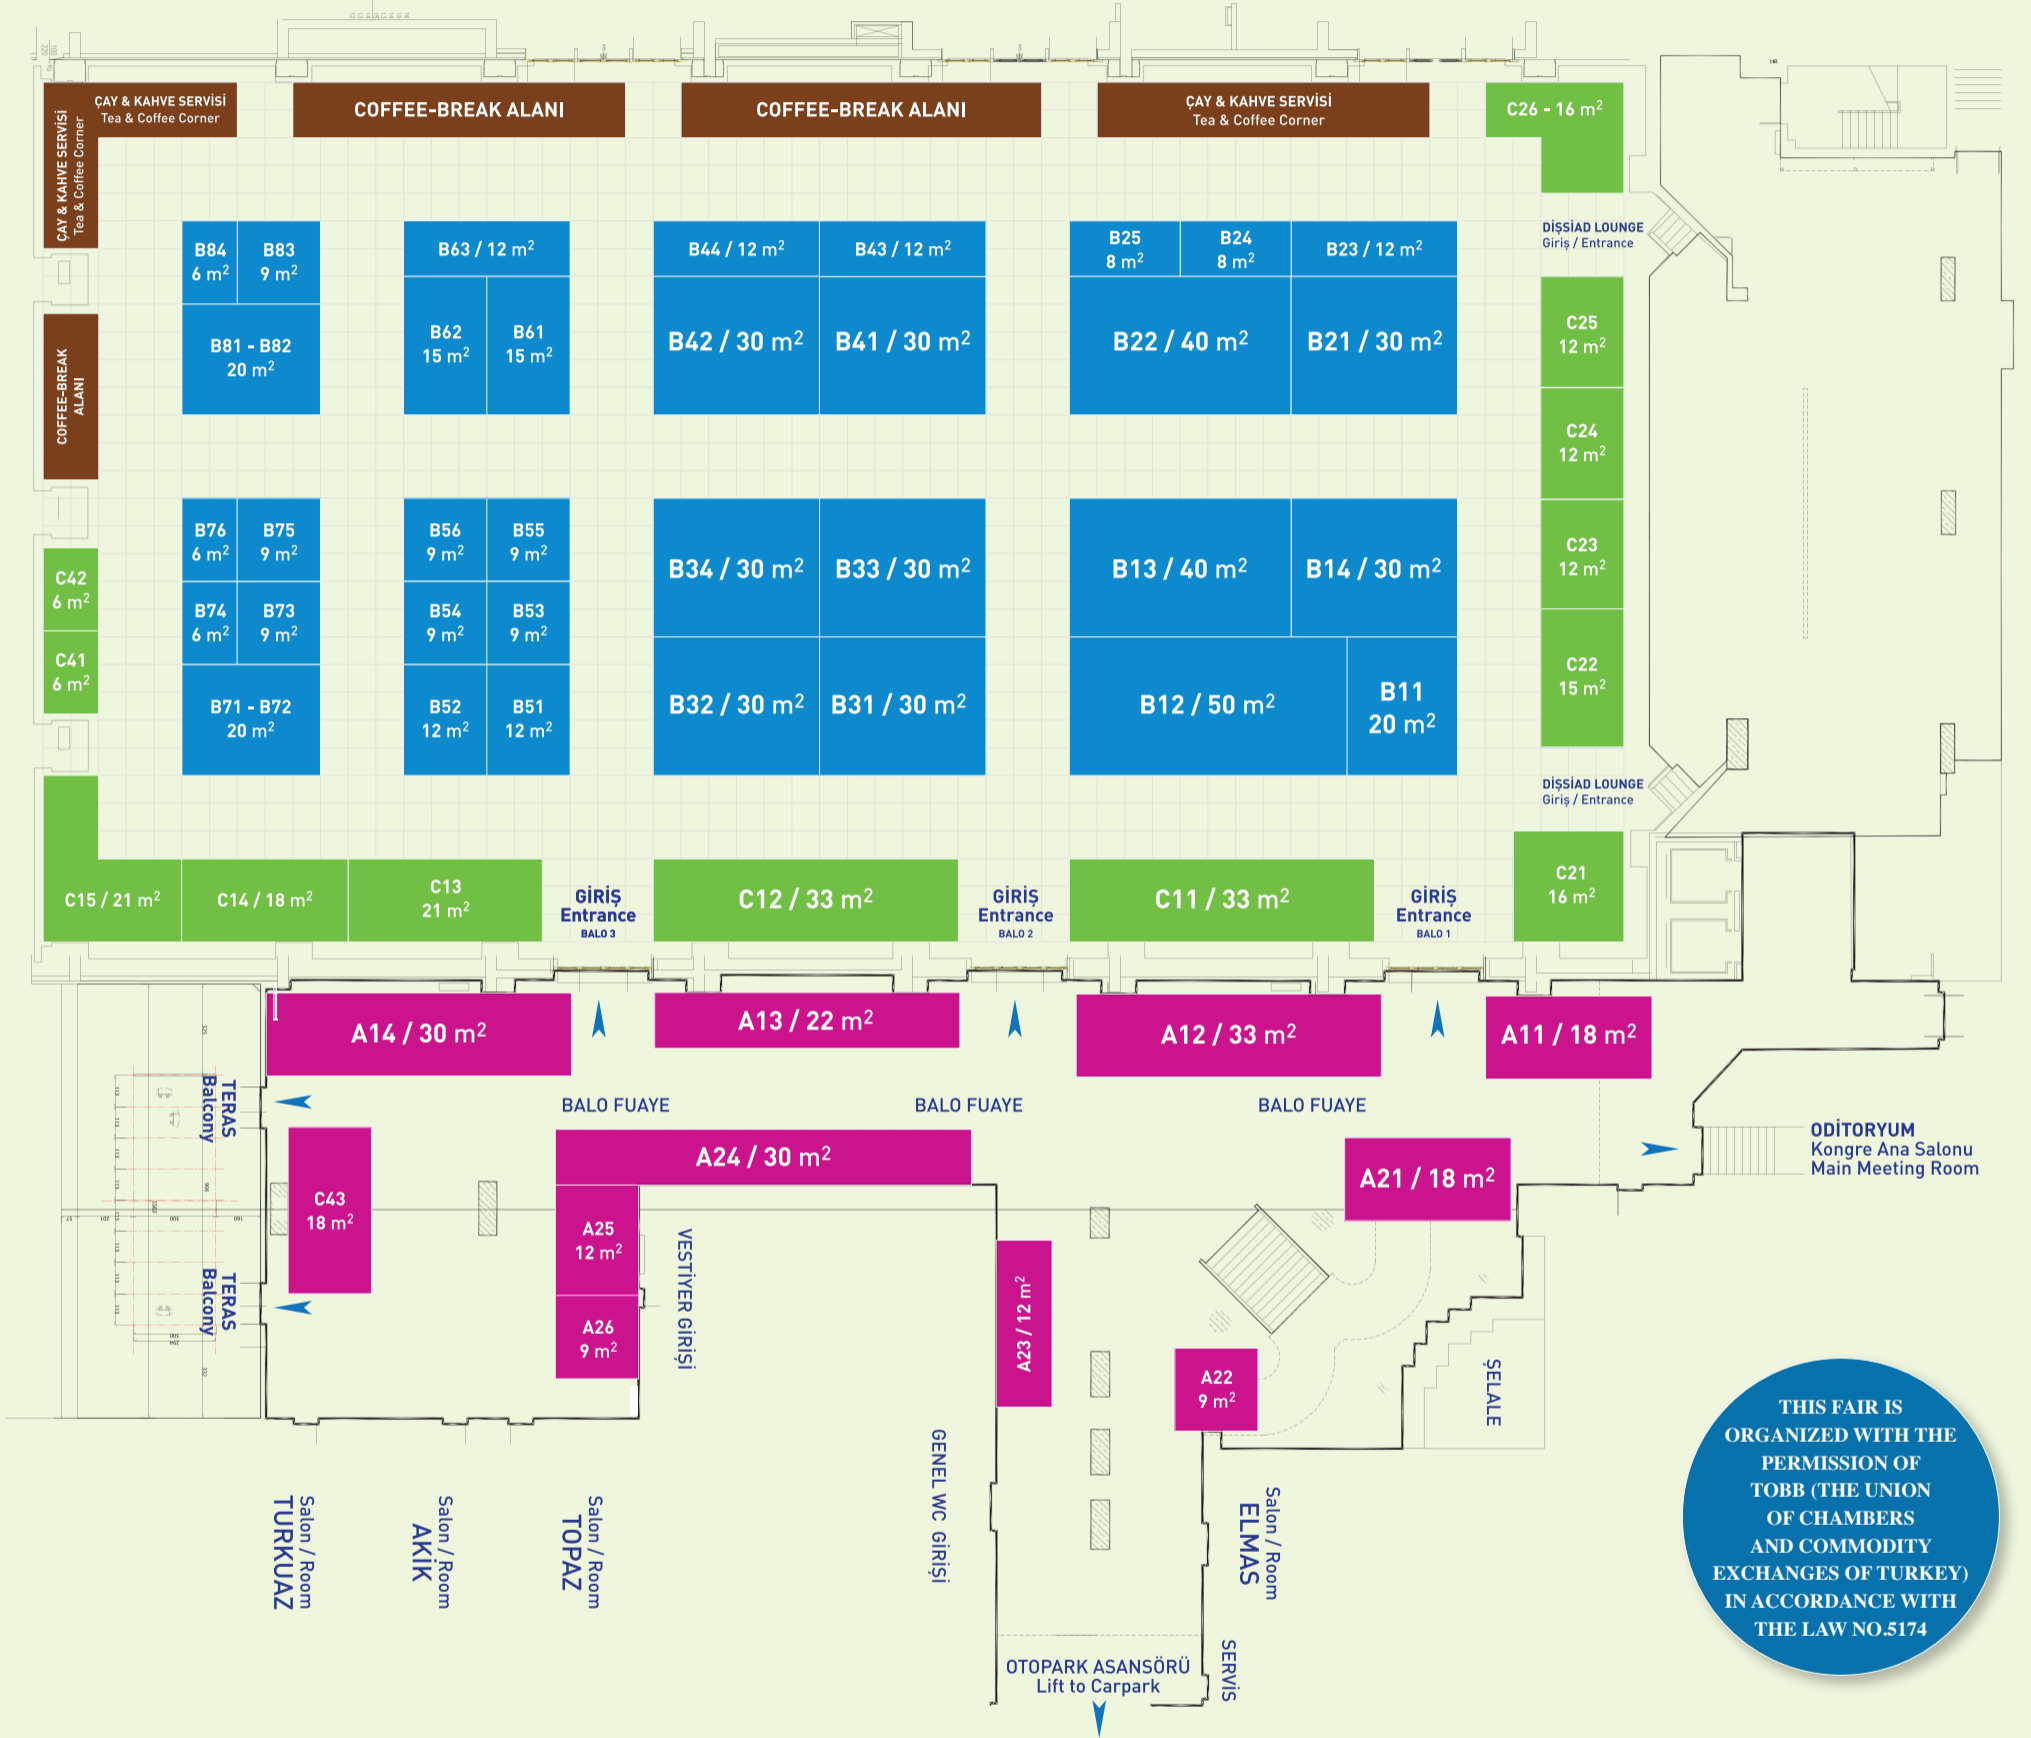 ÇAY & KAHVE SERVİSİ
Tea & Coffee Corner
ÇAY & KAHVE SERVİSİ
Tea & Coffee Corner
COFFEE-BREAK ALANI
COFFEE-BREAK ALANI
ÇAY & KAHVE SERVİSİ
Tea & Coffee Corner
C26 - 16 m²
DİŞSİAD LOUNGE
Giriş / Entrance
B84
6 m²
B83
9 m²
B63 / 12 m²
B44 / 12 m²
B43 / 12 m²
B25
8 m²
B24
8 m²
B23 / 12 m²
B81 - B82
20 m²
B62
15 m²
B61
15 m²
B42 / 30 m²
B41 / 30 m²
B22 / 40 m²
B21 / 30 m²
C25
12 m²
COFFEE-BREAK
ALANI
C24
12 m²
B76
6 m²
B75
9 m²
B56
9 m²
B55
9 m²
B34 / 30 m²
B33 / 30 m²
B13 / 40 m²
B14 / 30 m²
C23
12 m²
C42
6 m²
B74
6 m²
B73
9 m²
B54
9 m²
B53
9 m²
C41
6 m²
B71 - B72
20 m²
B52
12 m²
B51
12 m²
B32 / 30 m²
B31 / 30 m²
B12 / 50 m²
B11
20 m²
C22
15 m²
DİŞSİAD LOUNGE
Giriş / Entrance
C15 / 21 m²
C14 / 18 m²
C13
21 m²
GİRİŞ
Entrance
BALO 3
C12 / 33 m²
GİRİŞ
Entrance
BALO 2
C11 / 33 m²
GİRİŞ
Entrance
BALO 1
C21
16 m²
A14 / 30 m²
A13 / 22 m²
A12 / 33 m²
A11 / 18 m²
TERAS
Balcony
BALO FUAYE
BALO FUAYE
BALO FUAYE
ODİTORYUM
Kongre Ana Salonu
Main Meeting Room
A24 / 30 m²
A21 / 18 m²
C43
18 m²
A25
12 m²
A26
9 m²
TERAS
Balcony
VESTİYER GİRİŞİ
A23 / 12 m²
A22
9 m²
ŞELALE
GENEL WC GİRİŞİ
Salon / Room
TURKUAZ
Salon / Room
AKİK
Salon / Room
TOPAZ
Salon / Room
ELMAS
SERVİS
OTOPARK ASANSÖRÜ
Lift to Carpark
THIS FAIR IS
ORGANIZED WITH THE
PERMISSION OF
TOBB (THE UNION
OF CHAMBERS
AND COMMODITY
EXCHANGES OF TURKEY)
IN ACCORDANCE WITH
THE LAW NO.5174